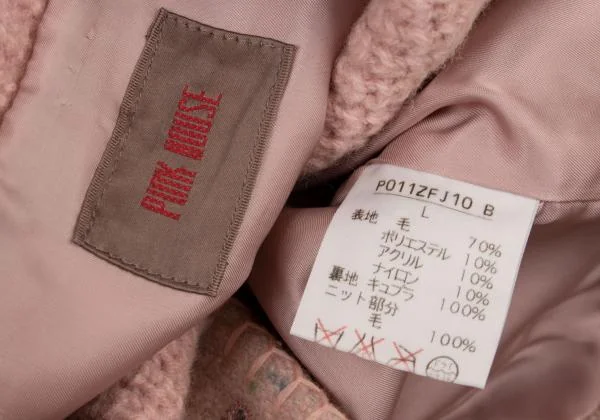 PINK HOUSE
P011ZFJ10 B
L
表地 毛 70%
ポリエステル 10%
アクリル 10%
ナイロン 10%
裏地 キュプラ 100%
ニット部分
毛 100%